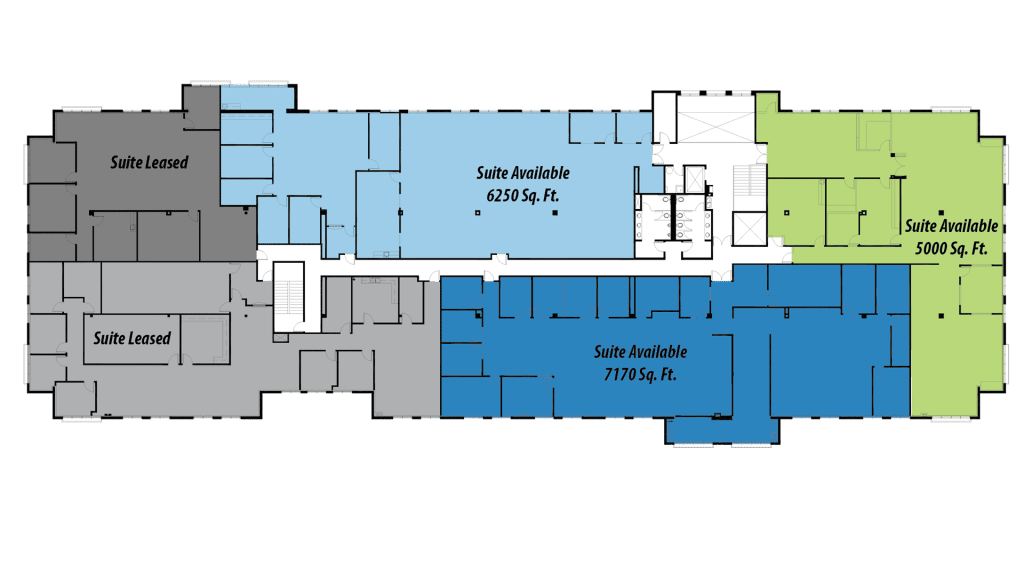 Suite Leased
Suite Available
6250 Sq. Ft.
Suite Available
5000 Sq. Ft.
Suite Leased
Suite Available
7170 Sq. Ft.